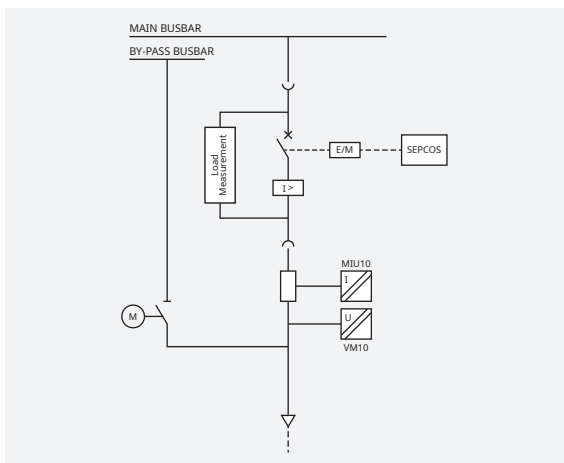 MAIN BUSBAR
BY-PASS BUSBAR
Load
Measurement
E/M
SEPCOS
I >
MIU10
I
M
U
VM10